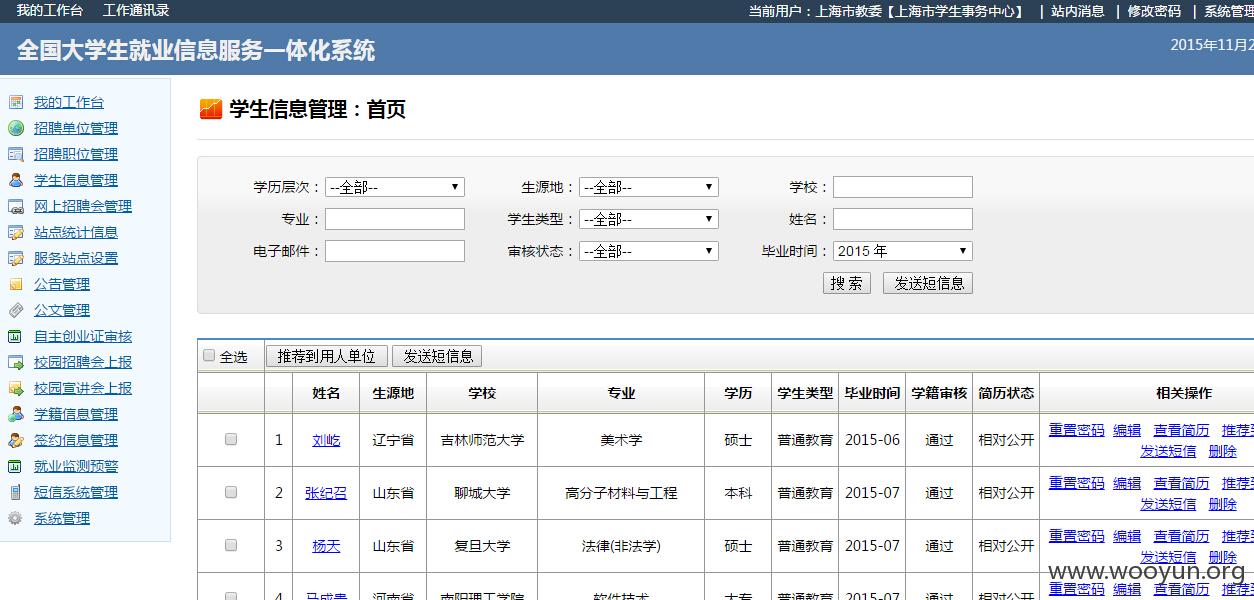 我的工作台 工作通讯录 当前用户：上海市教委【上海市学生事务中心】 | 站内消息 | 修改密码 | 系统管理
全国大学生就业信息服务一体化系统 2015年11月2
我的工作台
招聘单位管理
招聘职位管理
学生信息管理
网上招聘会管理
站点统计信息
服务站点设置
公告管理
公文管理
自主创业证审核
校园招聘会上报
校园宣讲会上报
学籍信息管理
签约信息管理
就业监测预警
短信系统管理
系统管理
学生信息管理：首页
学历层次： --全部-- 生源地： --全部-- 学校：
专业： 学生类型： --全部-- 姓名：
电子邮件： 审核状态： --全部-- 毕业时间： 2015 年
搜 索 发送短信息
全选 推荐到用人单位 发送短信息
姓名 生源地 学校 专业 学历 学生类型 毕业时间 学籍审核 简历状态 相关操作
1 刘屹 辽宁省 吉林师范大学 美术学 硕士 普通教育 2015-06 通过 相对公开 重置密码 编辑 查看简历 推荐
发送短信 删除
2 张纪召 山东省 聊城大学 高分子材料与工程 本科 普通教育 2015-07 通过 相对公开 重置密码 编辑 查看简历 推荐
发送短信 删除
3 杨天 山东省 复旦大学 法律(非法学) 硕士 普通教育 2015-07 通过 相对公开 重置密码 编辑 查看简历 推荐
发送短信 删除
4 马成贵 河南省 南阳理工学院 软件技术 大专 普通教育 2015-07 通过 相对公开 重置密码 编辑 查看简历 推荐
www.wooyun.org